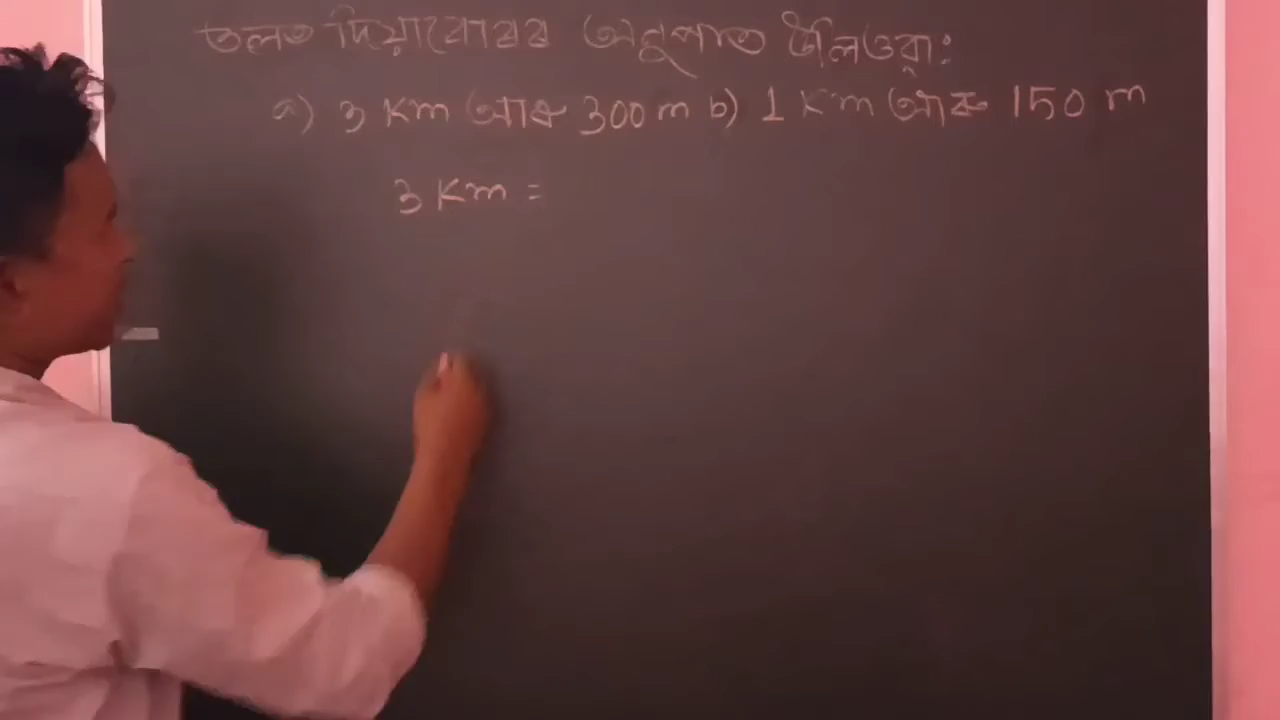 তলত দিয়াবোৰৰ অনুপাত উলিওৱা:
a) 3 Km আৰু 300 m b) 1 Km আৰু 150 m
3 Km =